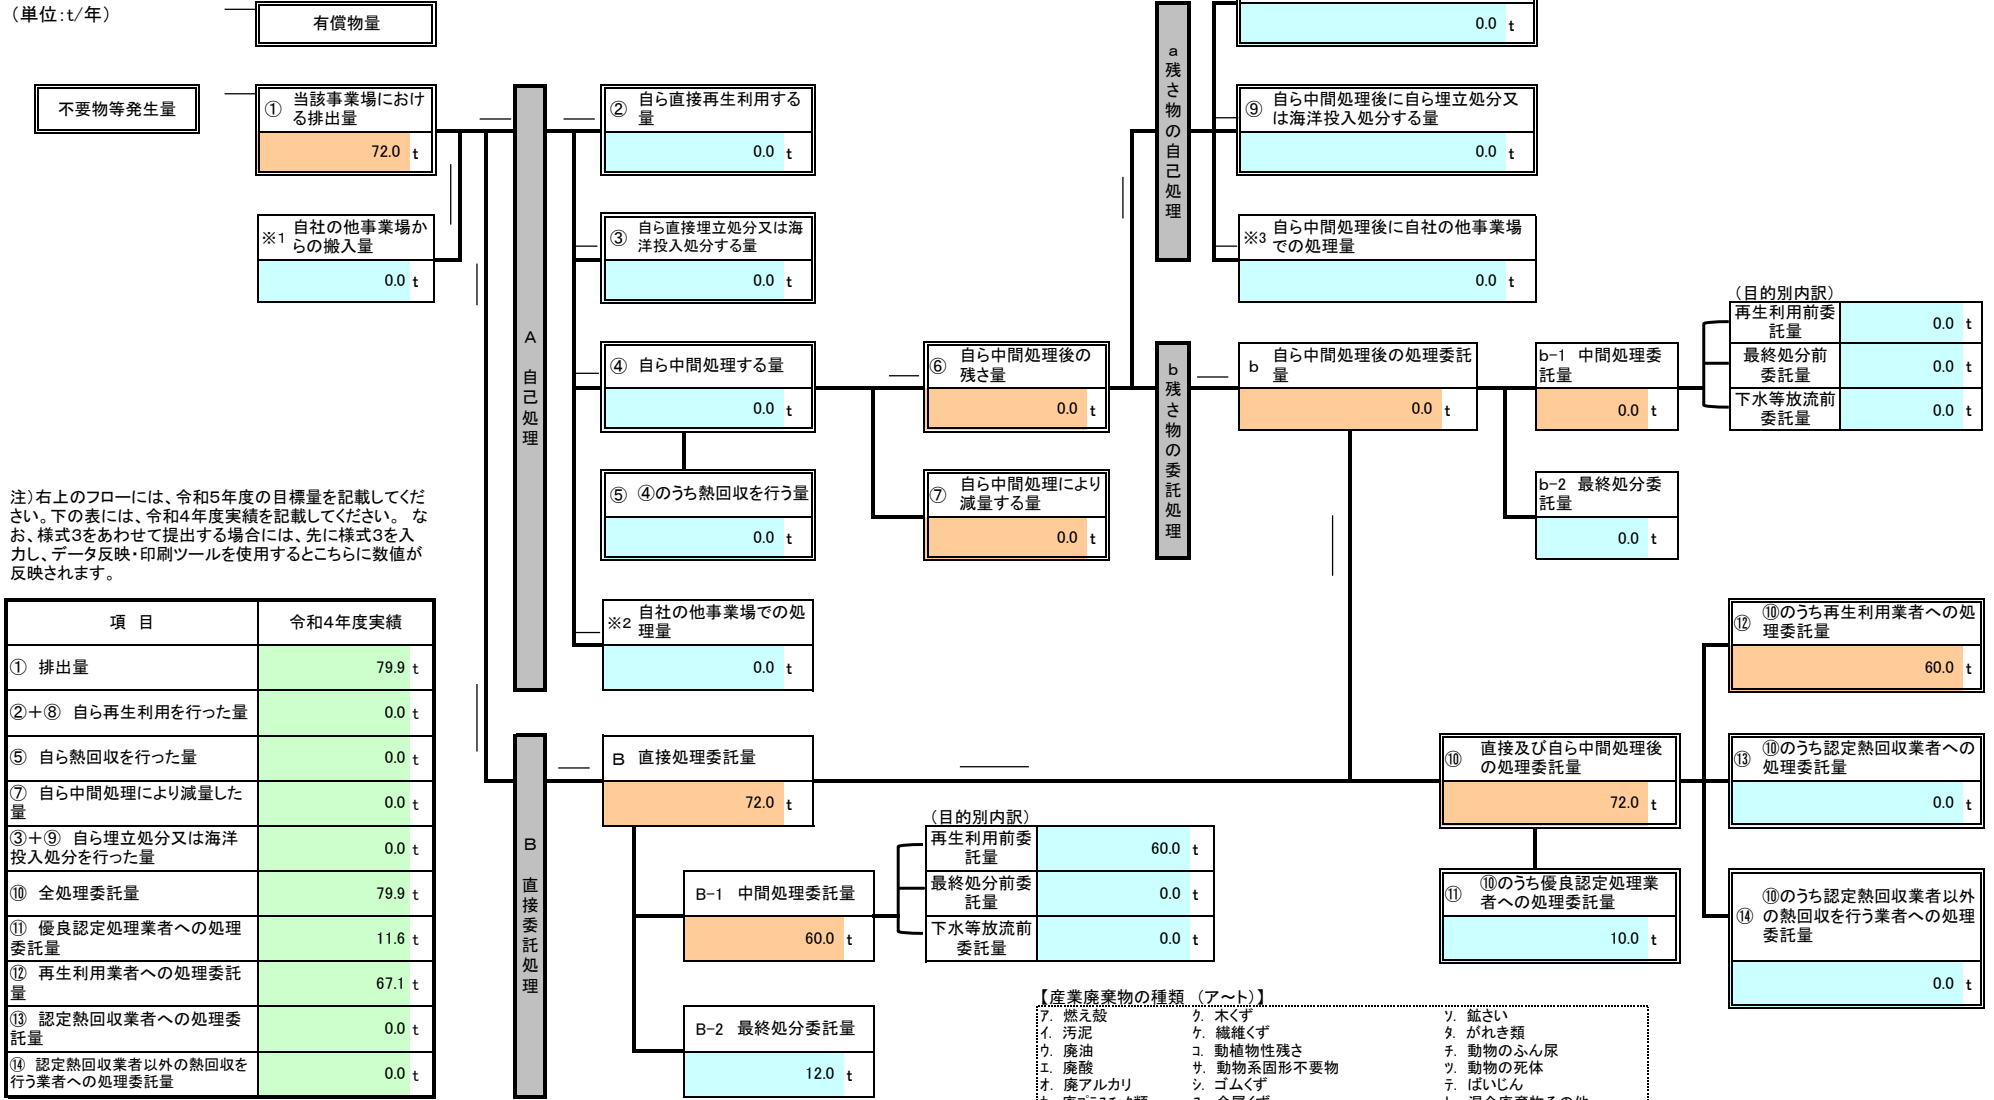 (単位:t/年)
有償物量
0.0 t
不要物等発生量
① 当該事業場におけ
る排出量
72.0 t
※1 自社の他事業場か
らの搬入量
0.0 t
A 自己処理
② 自ら直接再生利用する
量
0.0 t
③ 自ら直接埋立処分又は海
洋投入処分する量
0.0 t
④ 自ら中間処理する量
0.0 t
⑤ ④のうち熱回収を行う量
0.0 t
※2 自社の他事業場での処
理量
0.0 t
⑥ 自ら中間処理後の
残さ量
0.0 t
⑦ 自ら中間処理により
減量する量
0.0 t
a 残さ物の自己処理
⑨ 自ら中間処理後に自ら埋立処分又
は海洋投入処分する量
0.0 t
※3 自ら中間処理後に自社の他事業場
での処理量
0.0 t
b 残さ物の委託処理
b 自ら中間処理後の処理委託
量
0.0 t
b-1 中間処理委
託量
0.0 t
b-2 最終処分委
託量
0.0 t
(目的別内訳)
再生利用前委
託量
0.0 t
最終処分前
委託量
0.0 t
下水等放流前
委託量
0.0 t
注)右上のフローには、令和5年度の目標量を記載してくだ
さい。下の表には、令和4年度実績を記載してください。 な
お、様式3をあわせて提出する場合には、先に様式3を入
力し、データ反映・印刷ツールを使用するとこちらに数値が
反映されます。
項 目 令和4年度実績
① 排出量 79.9 t
②+⑧ 自ら再生利用を行った量 0.0 t
⑤ 自ら熱回収を行った量 0.0 t
⑦ 自ら中間処理により減量した
量 0.0 t
③+⑨ 自ら埋立処分又は海洋
投入処分を行った量 0.0 t
⑩ 全処理委託量 79.9 t
⑪ 優良認定処理業者への処理
委託量 11.6 t
⑫ 再生利用業者への処理委託
量 67.1 t
⑬ 認定熱回収業者への処理委
託量 0.0 t
⑭ 認定熱回収業者以外の熱回収を
行う業者への処理委託量 0.0 t
B 直接委託処理
B 直接処理委託量
72.0 t
B-1 中間処理委託量
60.0 t
B-2 最終処分委託量
12.0 t
(目的別内訳)
再生利用前委
託量
60.0 t
最終処分前委
託量
0.0 t
下水等放流前
委託量
0.0 t
⑩ 直接及び自ら中間処理後
の処理委託量
72.0 t
⑪ ⑩のうち優良認定処理業
者への処理委託量
10.0 t
⑫ ⑩のうち再生利用業者への処
理委託量
60.0 t
⑬ ⑩のうち認定熱回収業者への
処理委託量
0.0 t
⑭ ⑩のうち認定熱回収業者以外
の熱回収を行う業者への処理
委託量
0.0 t
【産業廃棄物の種類 (ア〜ト)】
ア. 燃え殻 ク. 木くず ソ. 鉱さい
イ. 汚泥 ケ. 繊維くず タ. がれき類
ウ. 廃油 コ. 動植物性残さ チ. 動物のふん尿
エ. 廃酸 サ. 動物系固形不要物 ツ. 動物の死体
オ. 廃アルカリ シ. ゴムくず テ. ばいじん